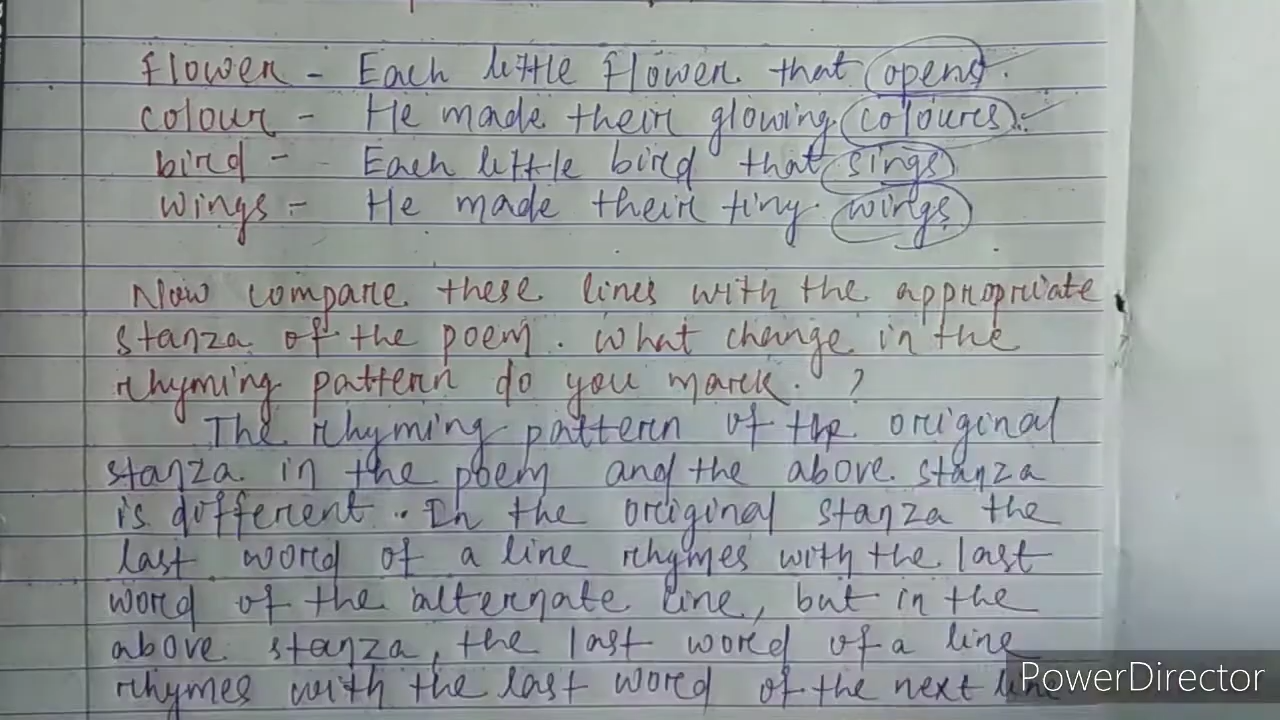 flower - Each little flower that opens.
colour - He made their glowing colours.
bird - Each little bird that sings
wings - He made their tiny wings
Now compare these lines with the appropriate
stanza of the poem. What change in the
rhyming pattern do you mark. ?
The rhyming pattern of the original
stanza in the poem and the above stanza
is different. In the original stanza the
last word of a line rhymes with the last
word of the alternate line, but in the
above stanza, the last word of a line
rhymes with the last word of the next line
PowerDirector